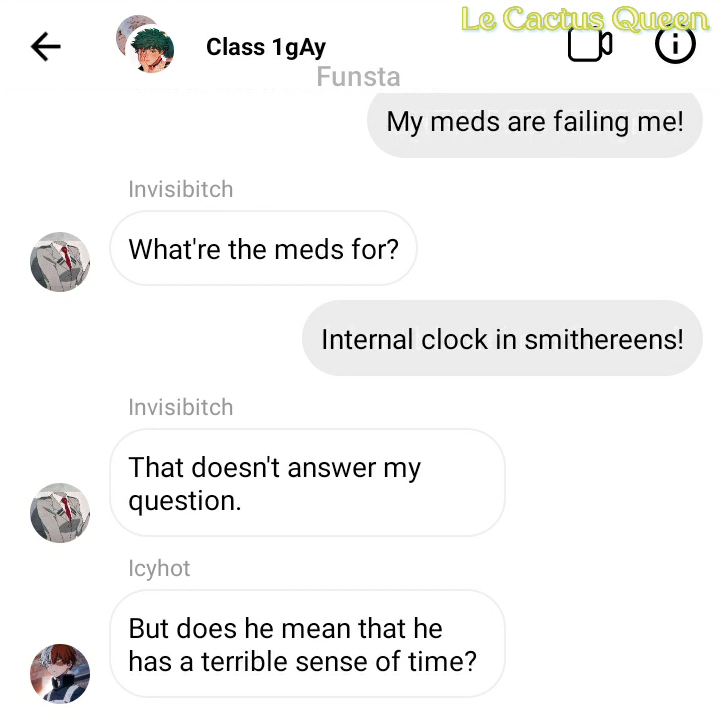 Le Cactus Queen
Class 1gAy
Funsta
My meds are failing me!
Invisibitch
What're the meds for?
Internal clock in smithereens!
Invisibitch
That doesn't answer my
question.
Icyhot
But does he mean that he
has a terrible sense of time?